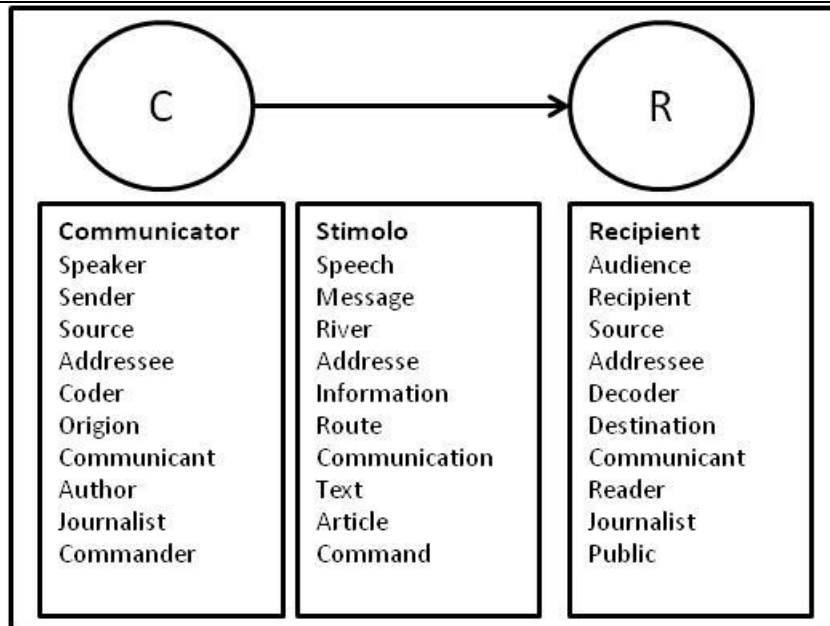 C
R
Communicator
Speaker
Sender
Source
Addressee
Coder
Origion
Communicant
Author
Journalist
Commander
Stimolo
Speech
Message
River
Addresse
Information
Route
Communication
Text
Article
Command
Recipient
Audience
Recipient
Source
Addressee
Decoder
Destination
Communicant
Reader
Journalist
Public